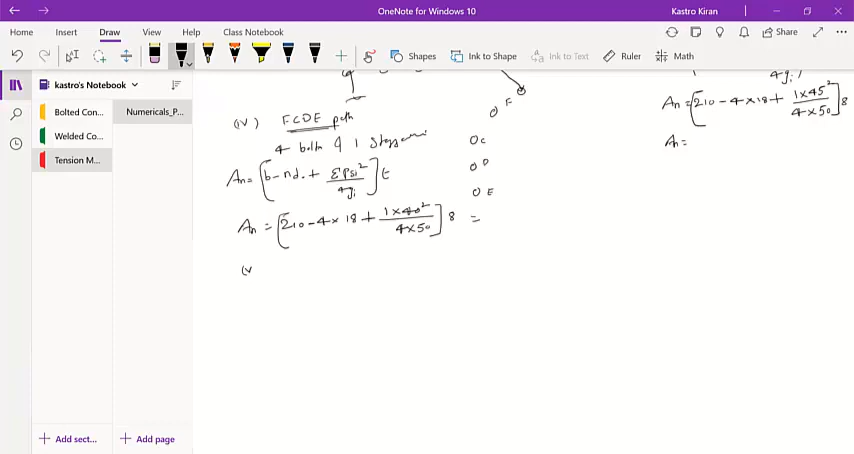 OneNote for Windows 10
Kastro Kiran
Home Insert Draw View Help Class Notebook
Share
Shapes Ink to Shape Ink to Text Ruler Math
kastro's Notebook
Bolted Con...
Welded Co...
Tension M...
Numericals_P...
Add sect...
Add page
4gi
F
(iv) FCDE path
4 bolts & 1
C
An = [b - nd. + ΣPsi² / 4gi] t
D
E
An = [210 - 4 × 18 + 1 × 40² / 4 × 50] 8 =
(v
An = [210 - 4 × 18 + 1 × 45² / 4 × 50] 8
An =